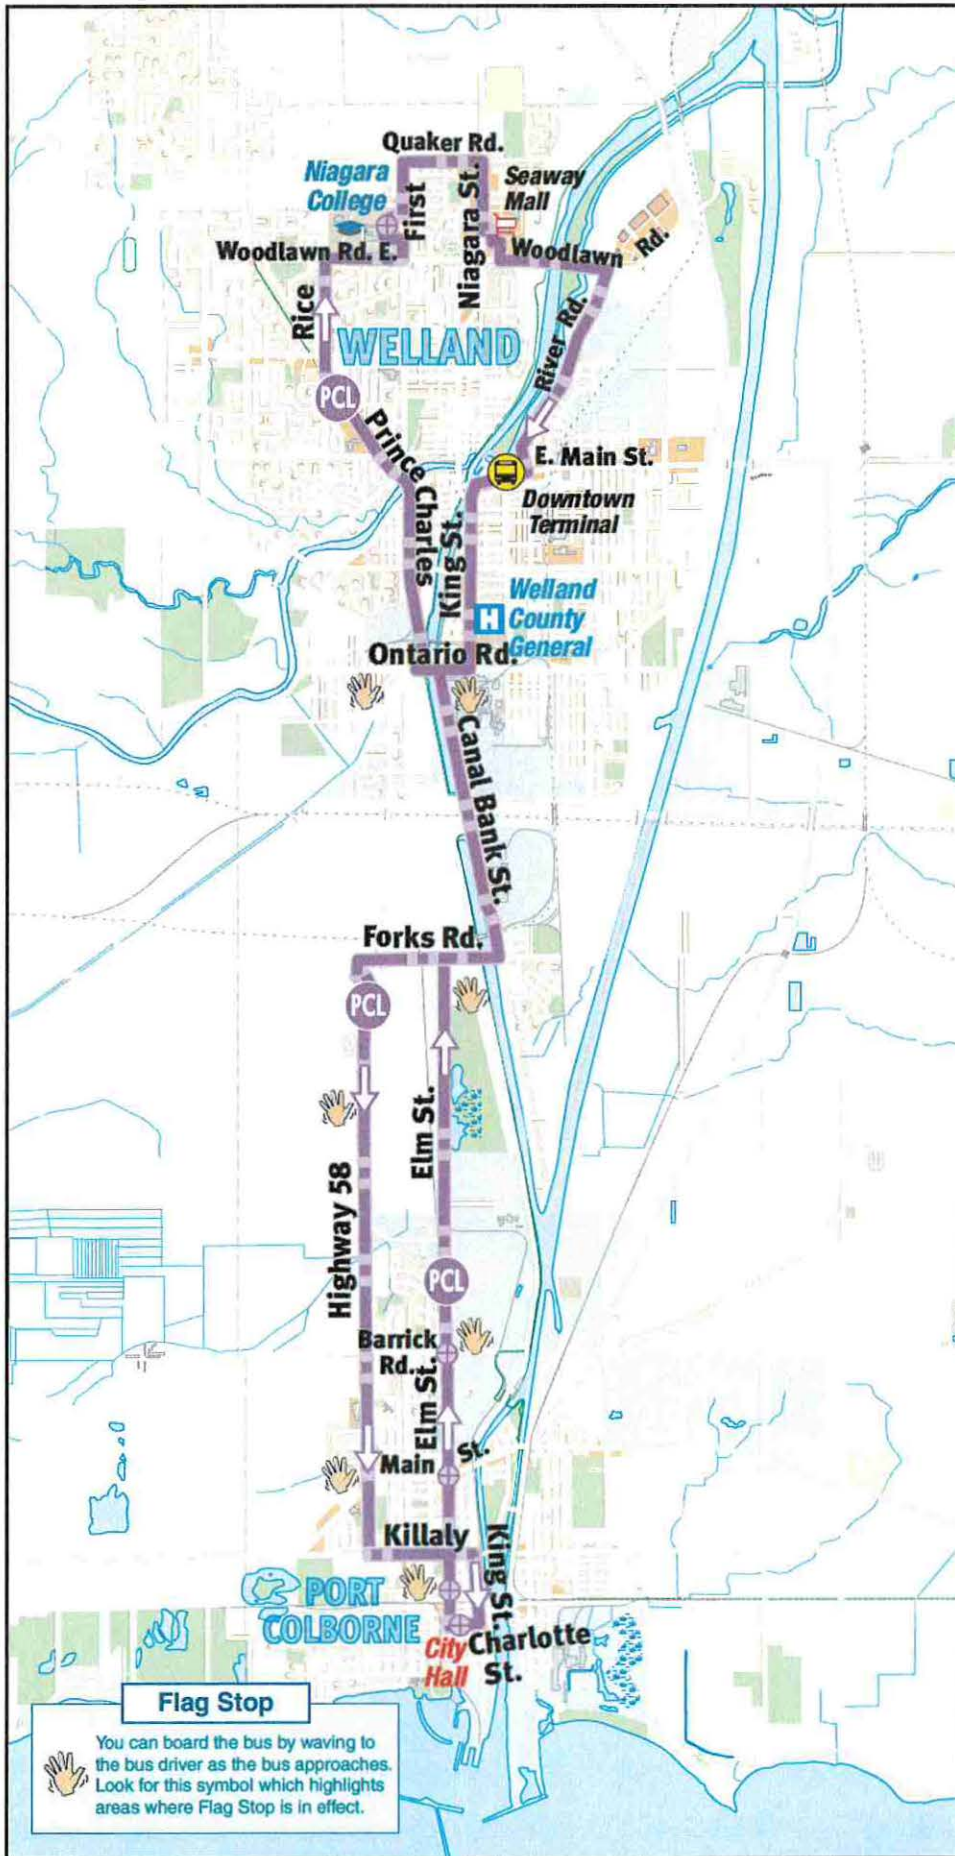 Quaker Rd.
Niagara
College
First
Niagara St.
Seaway
Mall
Woodlawn Rd. E.
Woodlawn
Rd.
Rice
WELLAND
River Rd.
PCL
Prince Charles
E. Main St.
Downtown
Terminal
King St.
H
Welland
County
General
Ontario Rd.
Canal Bank St.
Forks Rd.
PCL
Elm St.
Highway 58
PCL
Barrick
Rd.
Elm St.
Main
St.
Killaly
King St.
PORT
COLBORNE
City
Hall
Charlotte
St.
Flag Stop
You can board the bus by waving to
the bus driver as the bus approaches.
Look for this symbol which highlights
areas where Flag Stop is in effect.